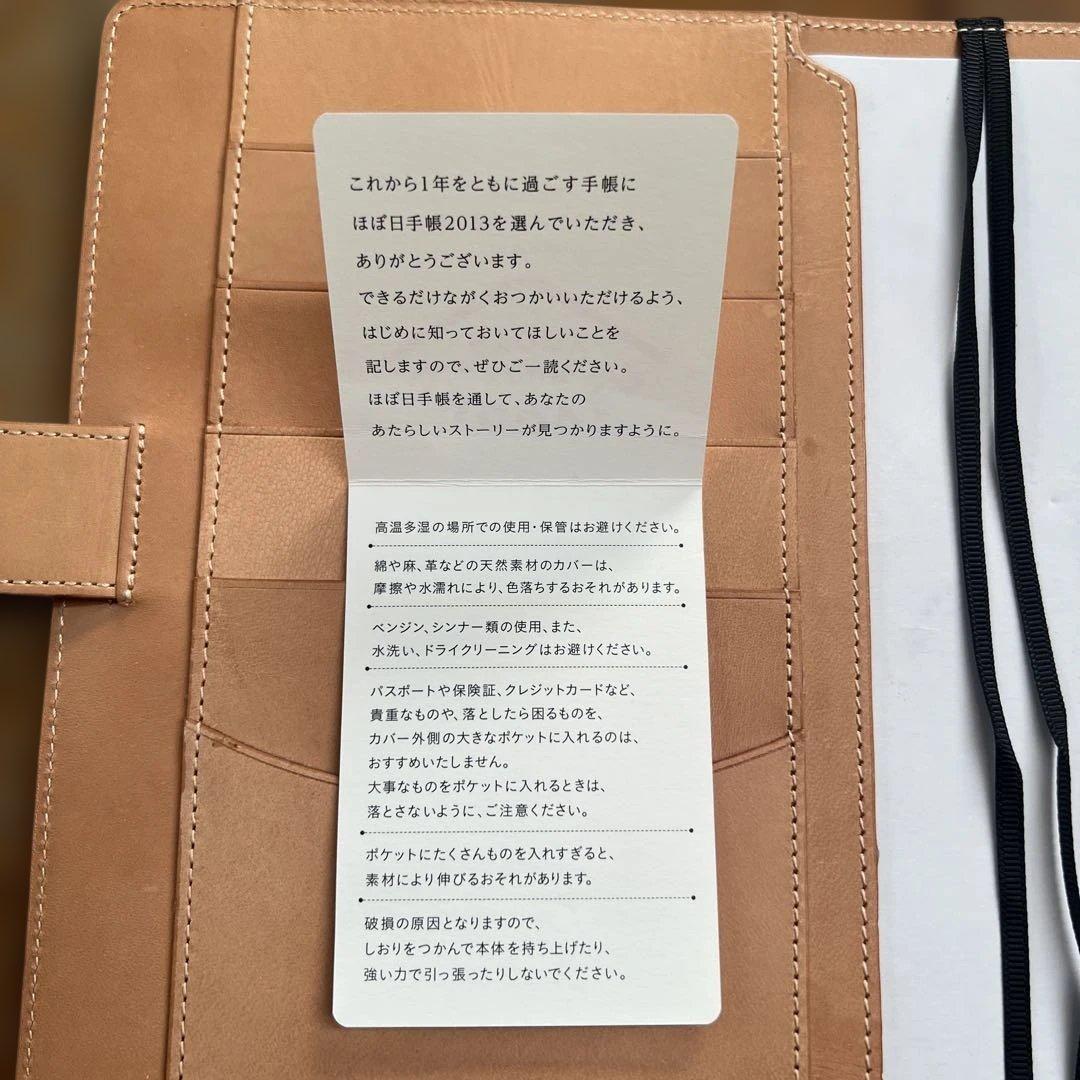 これから1年をともに過ごす手帳に
ほぼ日手帳2013を選んでいただき、
ありがとうございます。
できるだけながくおつかいいただけるよう、
はじめに知っておいてほしいことを
記しますので、ぜひご一読ください。
ほぼ日手帳を通して、あなたの
あたらしいストーリーが見つかりますように。
高温多湿の場所での使用・保管はお避けください。
綿や麻、革などの天然素材のカバーは、
摩擦や水濡れにより、色落ちするおそれがあります。
ベンジン、シンナー類の使用、また、
水洗い、ドライクリーニングはお避けください。
パスポートや保険証、クレジットカードなど、
貴重なものや、落としたら困るものを、
カバー外側の大きなポケットに入れるのは、
おすすめいたしません。
大事なものをポケットに入れるときは、
落とさないように、ご注意ください。
ポケットにたくさんものを入れすぎると、
素材により伸びるおそれがあります。
破損の原因となりますので、
しおりをつかんで本体を持ち上げたり、
強い力で引っ張ったりしないでください。